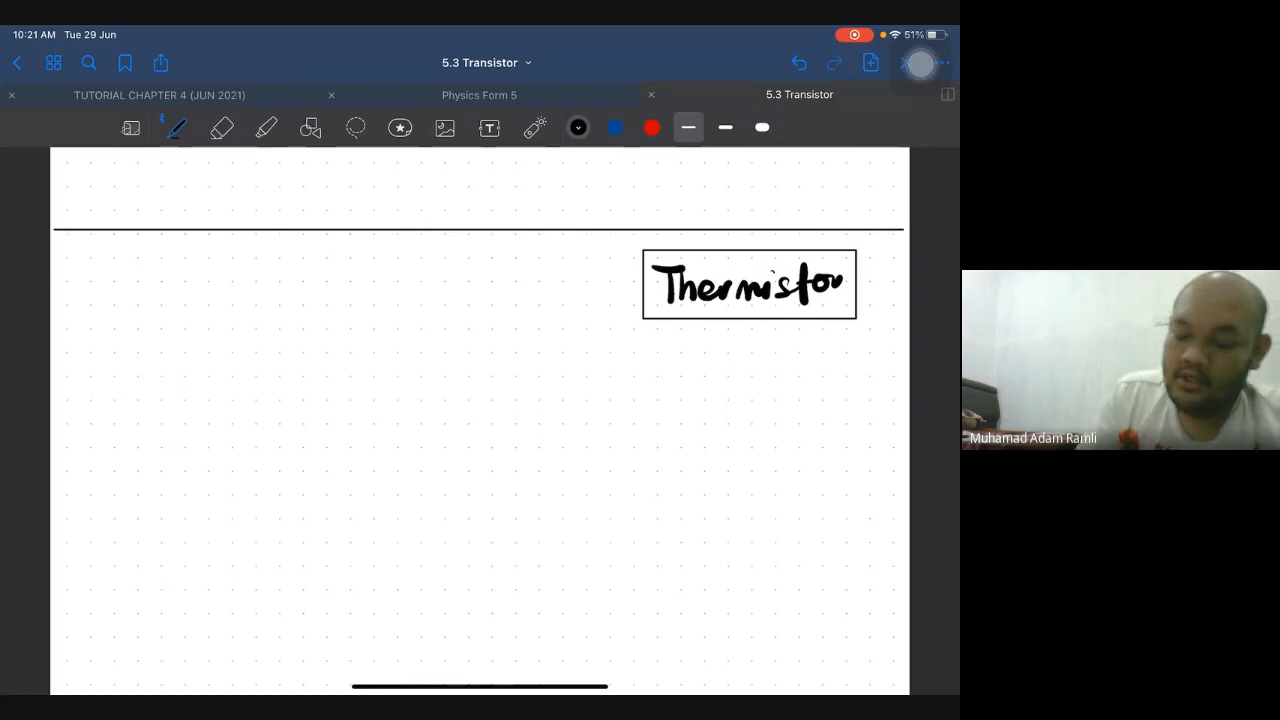 10:21 AM Tue 29 Jun
51%
5.3 Transistor
TUTORIAL CHAPTER 4 (JUN 2021)
Physics Form 5
5.3 Transistor
T
Thermistor
Muhamad Adam Ramli